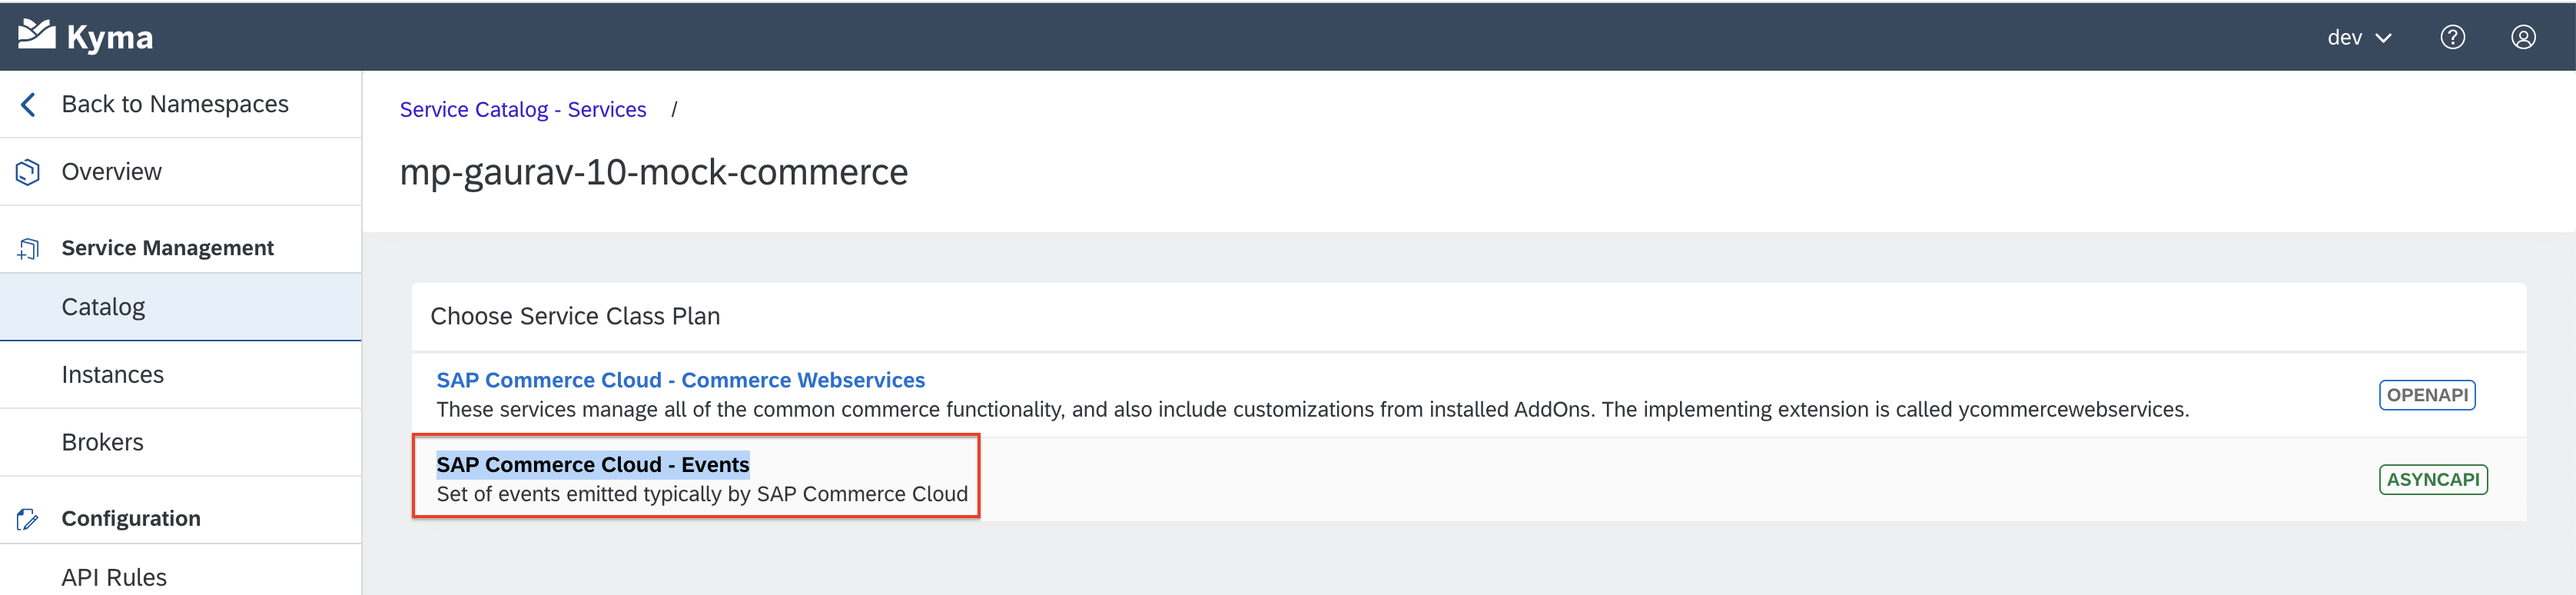 Kyma
dev
Back to Namespaces
Overview
Service Management
Catalog
Instances
Brokers
Configuration
API Rules
Service Catalog - Services /
mp-gaurav-10-mock-commerce
Choose Service Class Plan
SAP Commerce Cloud - Commerce Webservices
These services manage all of the common commerce functionality, and also include customizations from installed AddOns. The implementing extension is called ycommercewebservices.
OPENAPI
SAP Commerce Cloud - Events
Set of events emitted typically by SAP Commerce Cloud
ASYNCAPI